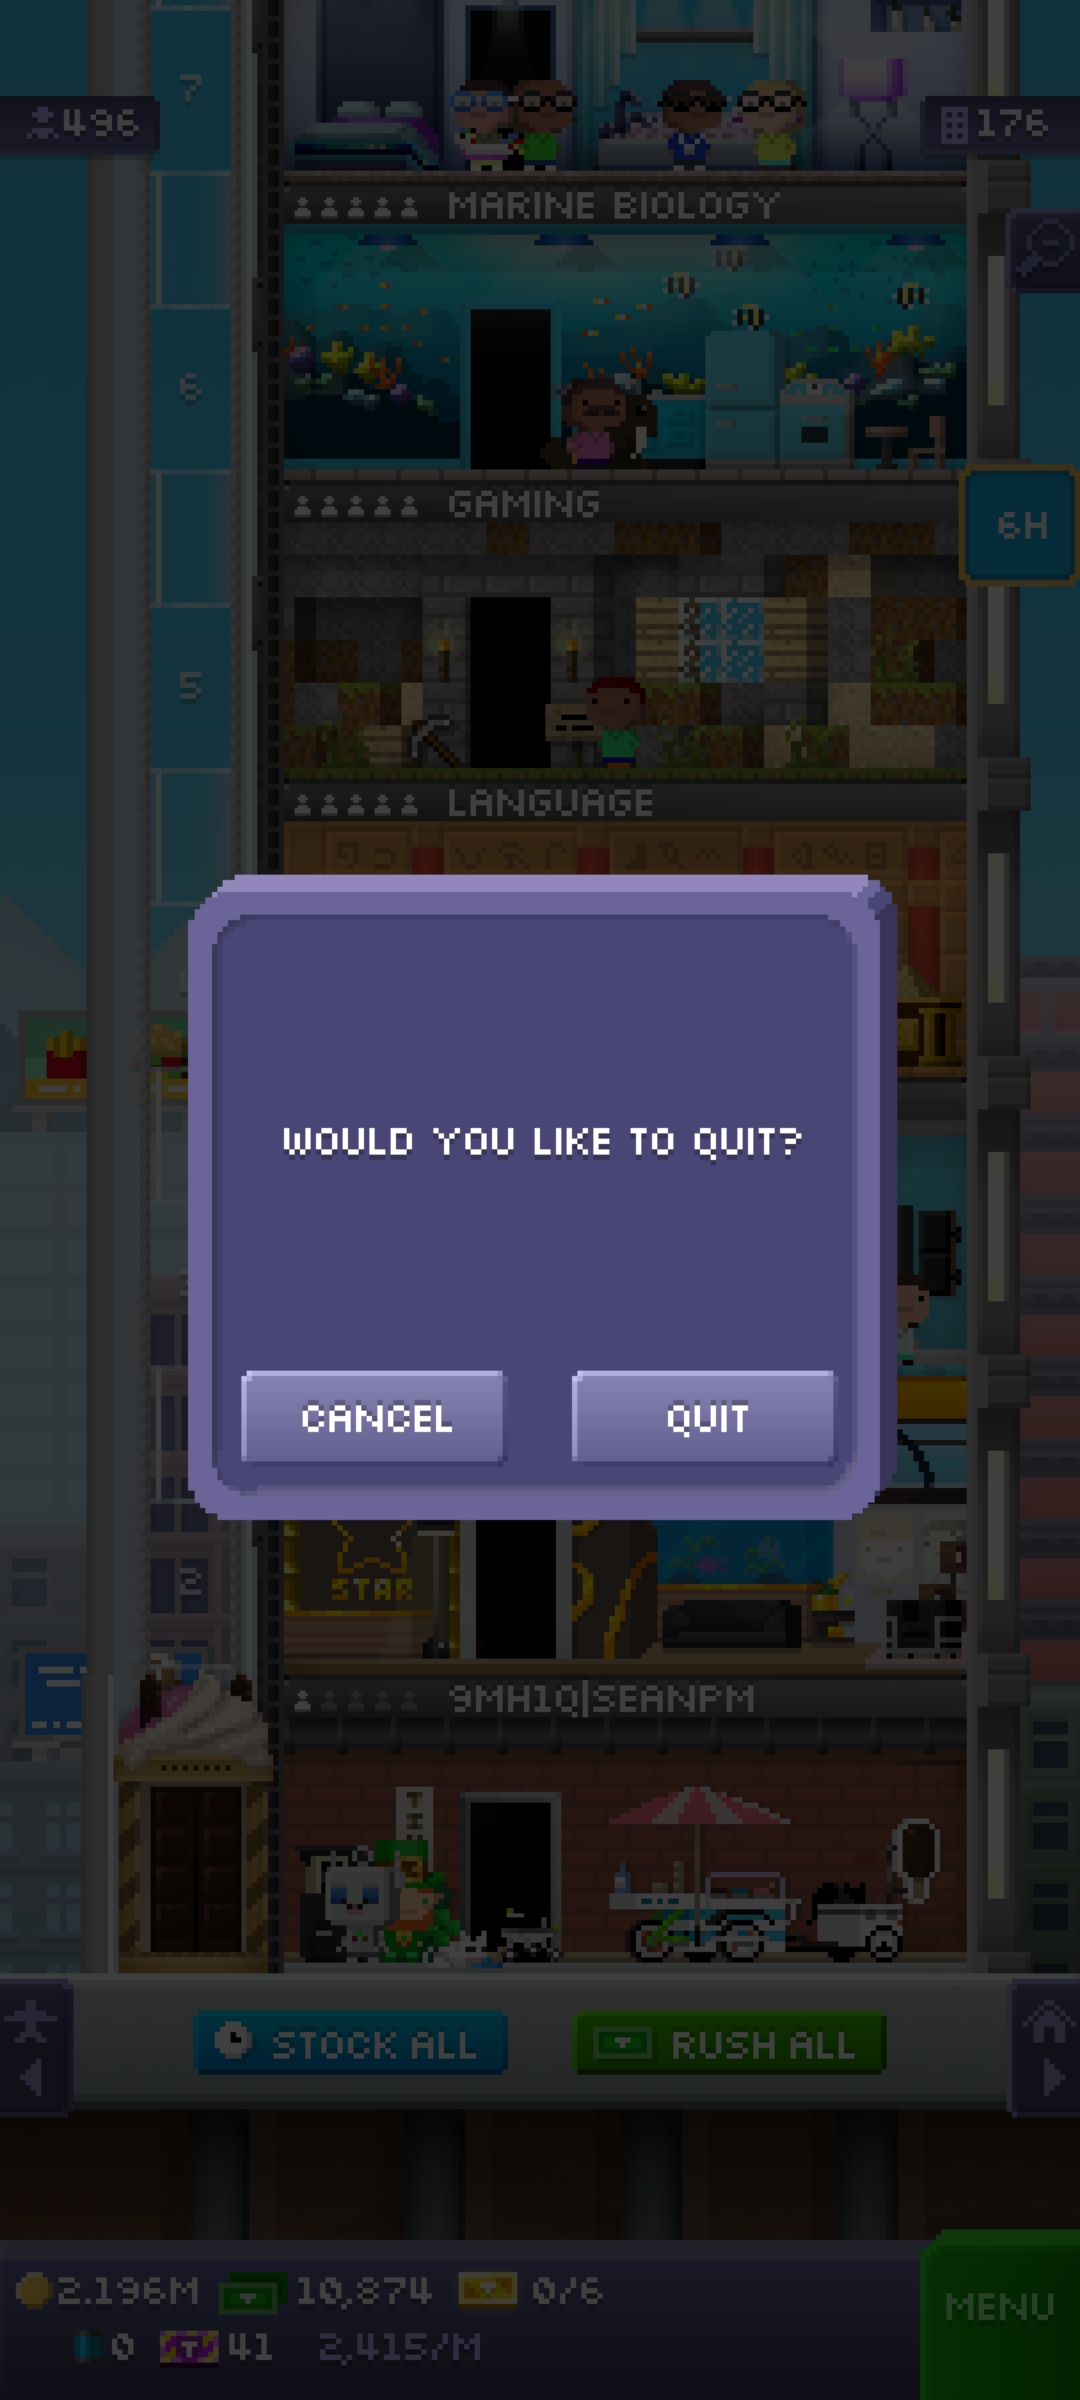 7
496
176
MARINE BIOLOGY
6
GAMING
6H
5
LANGUAGE
WOULD YOU LIKE TO QUIT?
CANCEL
QUIT
STAR
2
9MH1Q|SEANPM
STOCK ALL
RUSH ALL
2.196M
10,874
0/6
MENU
0
41
2,415/M